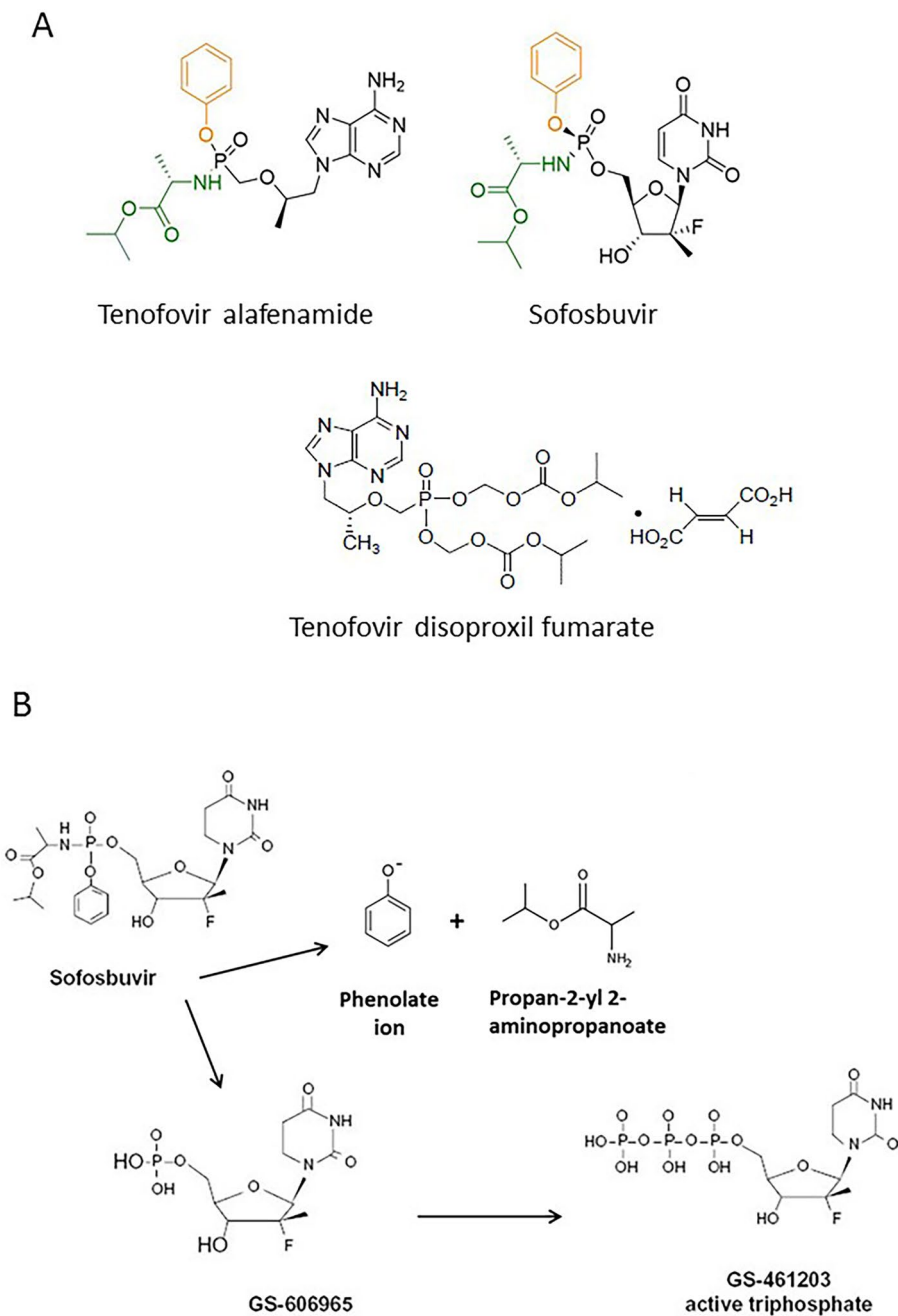 A
NH2
N
N
N
N
O
O
P
NH
O
O
O
Tenofovir alafenamide
O
O
P
HN
O
O
O
O
NH
N
O
O
F
HO
Sofosbuvir
NH2
N
N
N
N
O
O
P
O
O
O
O
O
O
O
O
CH3
H
CO2H
HO2C
H
Tenofovir disoproxil fumarate
B
O
NH
N
O
O
H
N
P
O
O
O
O
O
HO
F
Sofosbuvir
O-
+
O
O
NH2
Phenolate
ion
Propan-2-yl 2-
aminopropanoate
O
NH
N
O
O
HO
P
O
OH
O
HO
F
GS-606965
O
NH
N
O
O
O
O
HO
P
O
P
O
P
O
OH
OH
OH
O
HO
F
GS-461203
active triphosphate